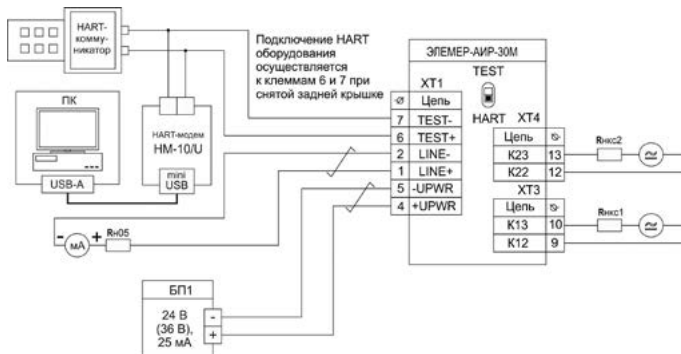 HART-
комму-
никатор
Подключение HART
оборудования
осуществляется
к клеммам 6 и 7 при
снятой задней крышке
ПК
USB-A
HART-модем
HM-10/U
mini
USB
- мА + Rн05
БП1
24 В
(36 В),
25 мА
-
+
ЭЛЕМЕР-АИР-30М
TEST
HART
XT1
Ø Цепь
7 TEST-
6 TEST+
2 LINE-
1 LINE+
5 -UPWR
4 +UPWR
XT4
Цепь Ø
K23 13
K22 12
Rнкс2
XT3
Цепь Ø
K13 10
K12 9
Rнкс1